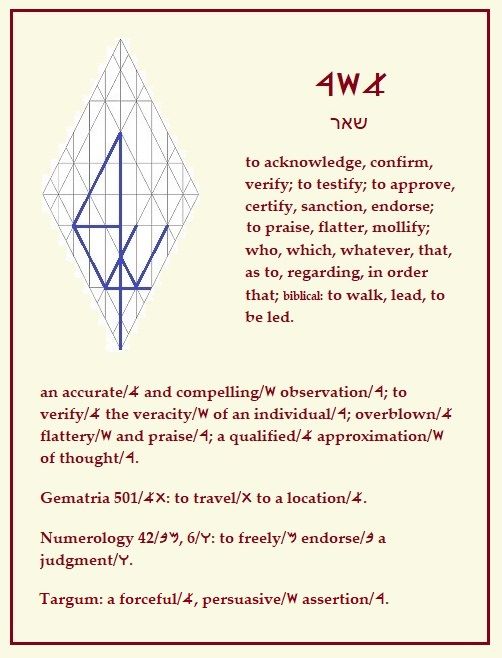 𐤀𐤔𐤓
שאר
to acknowledge, confirm,
verify; to testify; to approve,
certify, sanction, endorse;
to praise, flatter, mollify;
who, which, whatever, that,
as to, regarding, in order
that; biblical: to walk, lead, to
be led.
an accurate/𐤀 and compelling/𐤔 observation/𐤓; to
verify/𐤀 the veracity/𐤔 of an individual/𐤓; overblown/𐤀
flattery/𐤔 and praise/𐤓; a qualified/𐤀 approximation/𐤔
of thought/𐤓.
Gematria 501/𐤕𐤀: to travel/𐤕 to a location/𐤀.
Numerology 42/𐤌𐤁, 6/𐤅: to freely/𐤌 endorse/𐤁 a
judgment/𐤅.
Targum: a forceful/𐤀, persuasive/𐤔 assertion/𐤓.